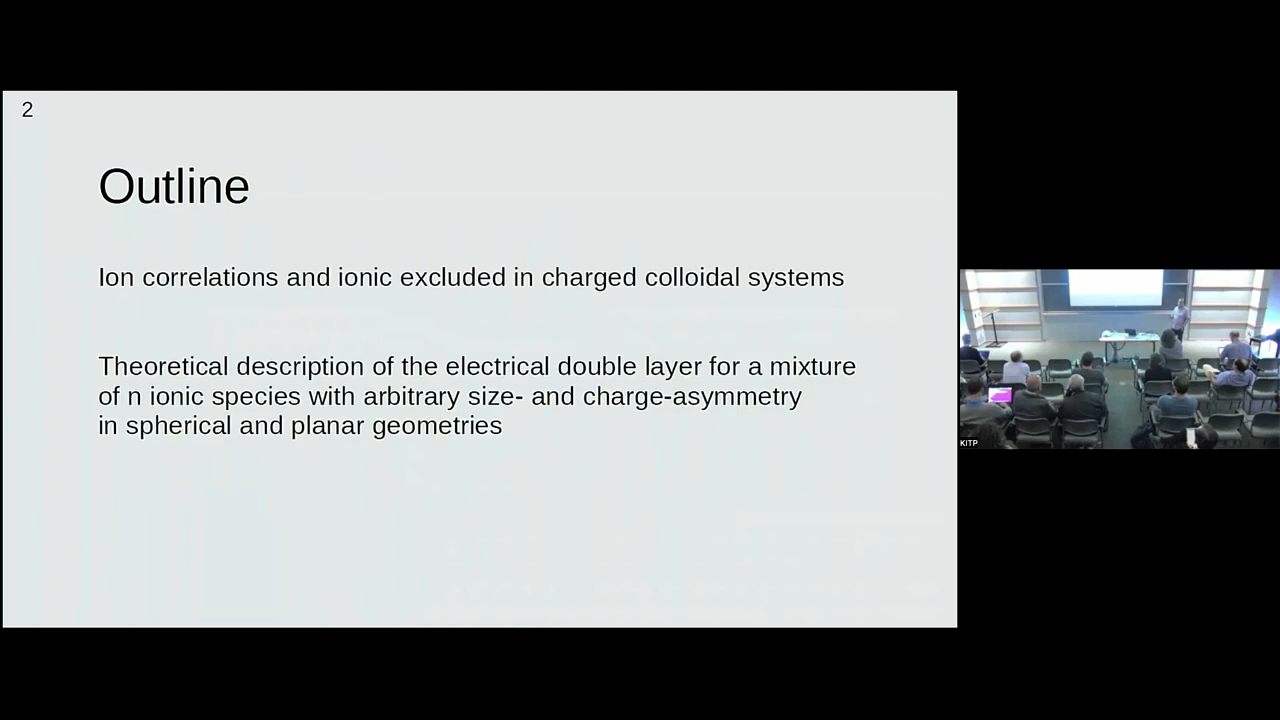 2
Outline
Ion correlations and ionic excluded in charged colloidal systems
Theoretical description of the electrical double layer for a mixture
of n ionic species with arbitrary size- and charge-asymmetry
in spherical and planar geometries
KITP